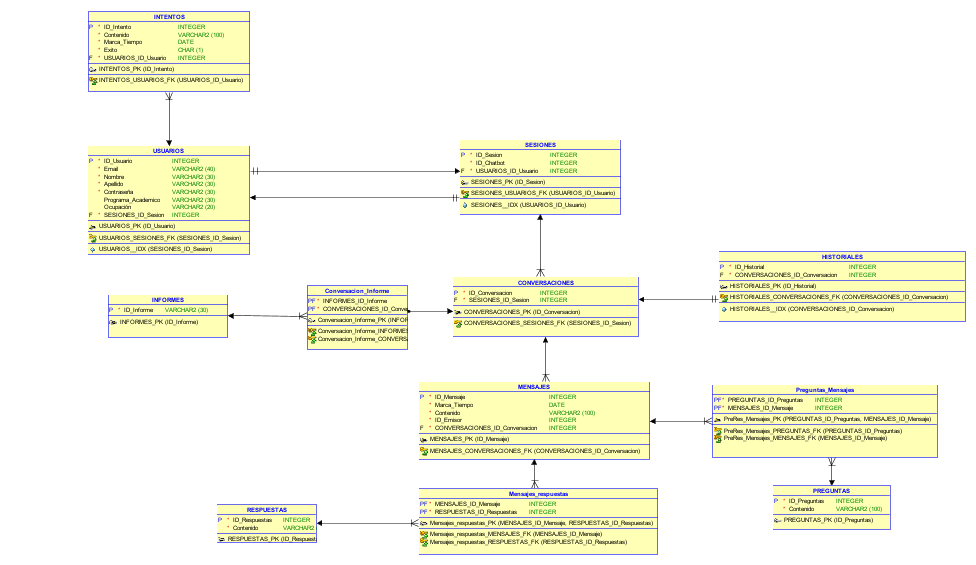 INTENTOS
P * ID_Intento INTEGER
* Contenido VARCHAR2 (100)
* Marca_Tiempo DATE
* Exito CHAR (1)
F * USUARIOS_ID_Usuario INTEGER
INTENTOS_PK (ID_Intento)
INTENTOS_USUARIOS_FK (USUARIOS_ID_Usuario)
USUARIOS
P * ID_Usuario INTEGER
* Email VARCHAR2 (40)
* Nombre VARCHAR2 (30)
* Apellido VARCHAR2 (30)
* Contraseña VARCHAR2 (30)
Programa_Academico VARCHAR2 (30)
Ocupación VARCHAR2 (20)
F * SESIONES_ID_Sesion INTEGER
USUARIOS_PK (ID_Usuario)
USUARIOS_SESIONES_FK (SESIONES_ID_Sesion)
USUARIOS__IDX (SESIONES_ID_Sesion)
SESIONES
P * ID_Sesion INTEGER
* ID_Chatbot INTEGER
F * USUARIOS_ID_Usuario INTEGER
SESIONES_PK (ID_Sesion)
SESIONES_USUARIOS_FK (USUARIOS_ID_Usuario)
SESIONES__IDX (USUARIOS_ID_Usuario)
HISTORIALES
P * ID_Historial INTEGER
F * CONVERSACIONES_ID_Conversacion INTEGER
HISTORIALES_PK (ID_Historial)
HISTORIALES_CONVERSACIONES_FK (CONVERSACIONES_ID_Conversacion)
HISTORIALES__IDX (CONVERSACIONES_ID_Conversacion)
CONVERSACIONES
P * ID_Conversacion INTEGER
F * SESIONES_ID_Sesion INTEGER
CONVERSACIONES_PK (ID_Conversacion)
CONVERSACIONES_SESIONES_FK (SESIONES_ID_Sesion)
Conversacion_Informe
PF* INFORMES_ID_Informe
PF* CONVERSACIONES_ID_Conve
Conversacion_Informe_PK (INFOR
Conversacion_Informe_INFORME
Conversacion_Informe_CONVERS
INFORMES
P * ID_Informe VARCHAR2 (30)
INFORMES_PK (ID_Informe)
MENSAJES
P * ID_Mensaje INTEGER
* Marca_Tiempo DATE
* Contenido VARCHAR2 (100)
* ID_Emisor INTEGER
F * CONVERSACIONES_ID_Conversacion INTEGER
MENSAJES_PK (ID_Mensaje)
MENSAJES_CONVERSACIONES_FK (CONVERSACIONES_ID_Conversacion)
Preguntas_Mensajes
PF* PREGUNTAS_ID_Preguntas INTEGER
PF* MENSAJES_ID_Mensaje INTEGER
PreRes_Mensajes_PK (PREGUNTAS_ID_Preguntas, MENSAJES_ID_Mensaje)
PreRes_Mensajes_PREGUNTAS_FK (PREGUNTAS_ID_Preguntas)
PreRes_Mensajes_MENSAJES_FK (MENSAJES_ID_Mensaje)
PREGUNTAS
P * ID_Preguntas INTEGER
* Contenido VARCHAR2 (100)
PREGUNTAS_PK (ID_Preguntas)
Mensajes_respuestas
PF* MENSAJES_ID_Mensaje INTEGER
PF* RESPUESTAS_ID_Respuestas INTEGER
Mensajes_respuestas_PK (MENSAJES_ID_Mensaje, RESPUESTAS_ID_Respuestas)
Mensajes_respuestas_MENSAJES_FK (MENSAJES_ID_Mensaje)
Mensajes_respuestas_RESPUESTAS_FK (RESPUESTAS_ID_Respuestas)
RESPUESTAS
P * ID_Respuestas INTEGER
* Contenido VARCHAR2
RESPUESTAS_PK (ID_Respuest